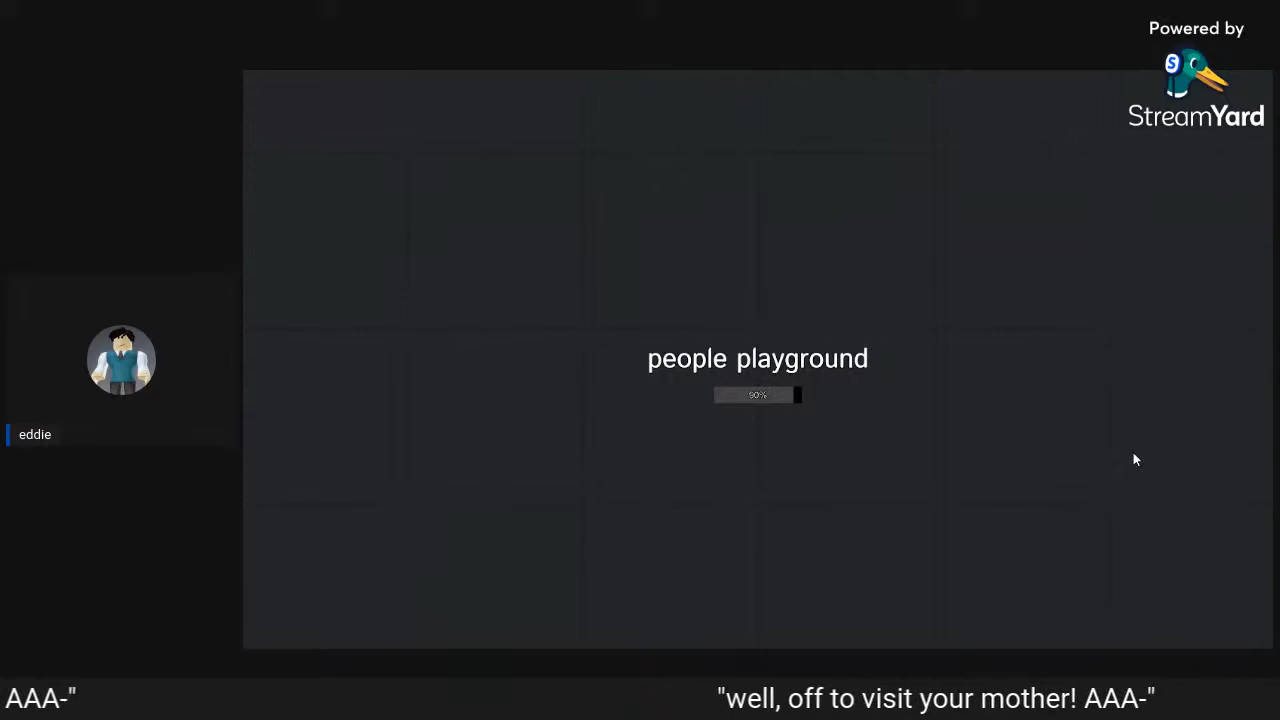 Powered by
S
StreamYard
people playground
90%
eddie
AAA-" "well, off to visit your mother! AAA-"